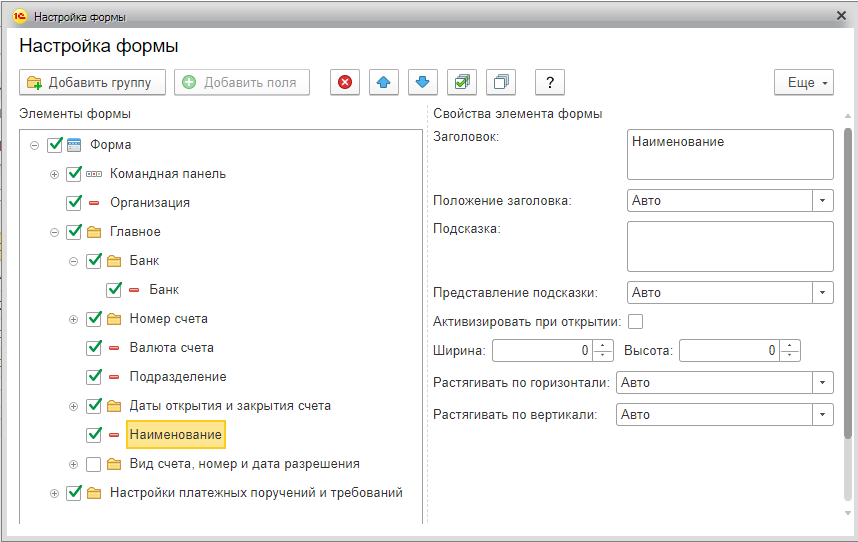 1С Настройка формы
Настройка формы
Добавить группу Добавить поля ? Еще
Элементы формы
Форма
Командная панель
Организация
Главное
Банк
Банк
Номер счета
Валюта счета
Подразделение
Даты открытия и закрытия счета
Наименование
Вид счета, номер и дата разрешения
Настройки платежных поручений и требований
Свойства элемента формы
Заголовок: Наименование
Положение заголовка: Авто
Подсказка:
Представление подсказки: Авто
Активизировать при открытии:
Ширина: 0 Высота: 0
Растягивать по горизонтали: Авто
Растягивать по вертикали: Авто